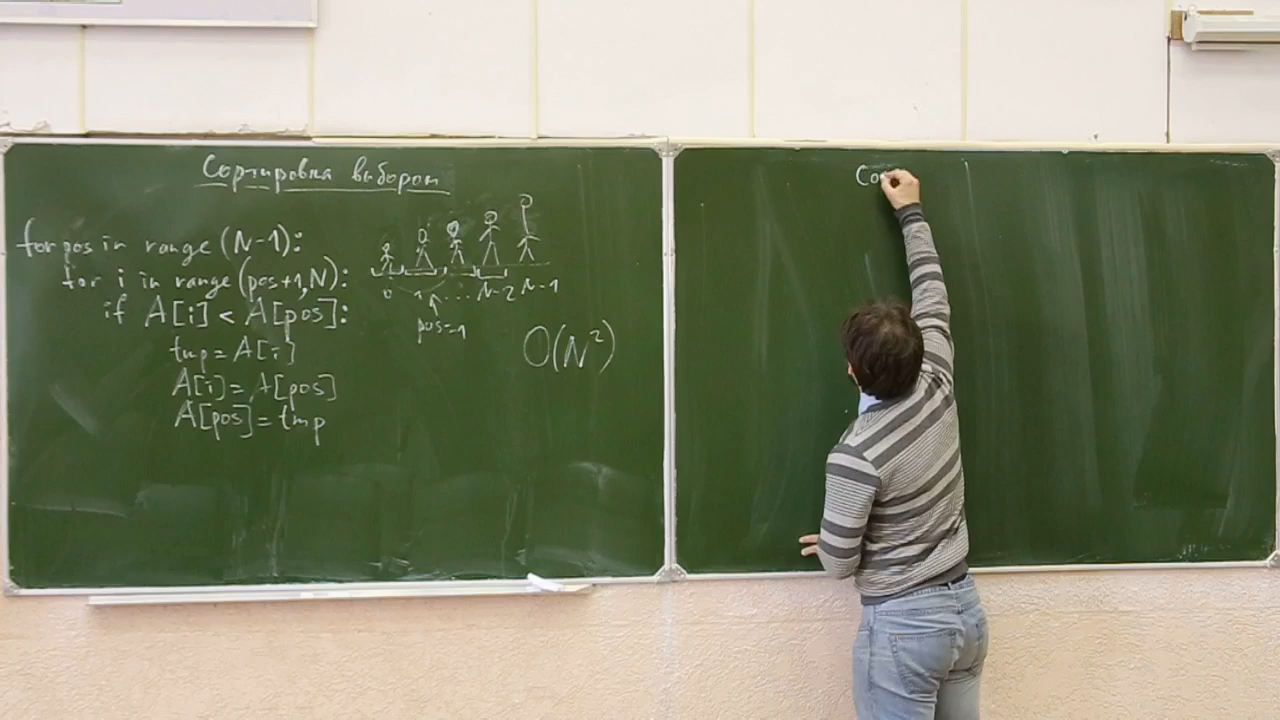 Сортировка выбором
for pos in range (N-1):
for i in range (pos+1, N):
if A[i] < A[pos]:
tmp = A[i]
A[i] = A[pos]
A[pos] = tmp
0 1 ... N-2 N-1
pos=1
O(N²)
Со